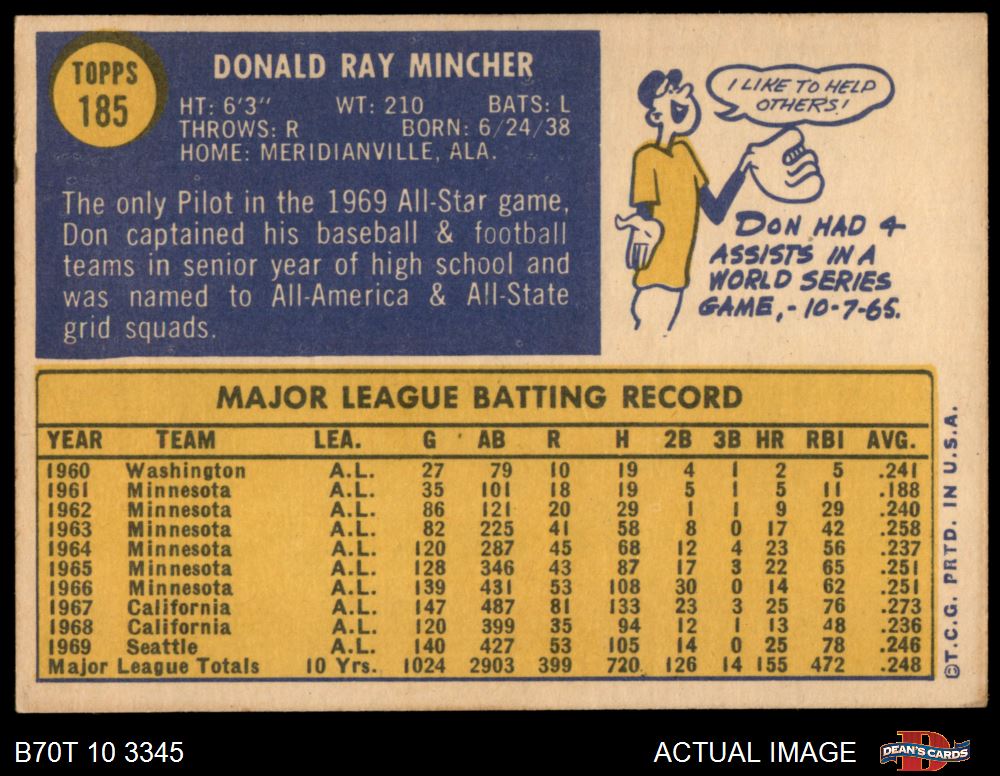 TOPPS
185
DONALD RAY MINCHER
HT: 6'3" WT: 210 BATS: L
THROWS: R BORN: 6/24/38
HOME: MERIDIANVILLE, ALA.
The only Pilot in the 1969 All-Star game,
Don captained his baseball & football
teams in senior year of high school and
was named to All-America & All-State
grid squads.
I LIKE TO HELP
OTHERS!
DON HAD 4
ASSISTS IN A
WORLD SERIES
GAME,-10-7-65.
MAJOR LEAGUE BATTING RECORD
YEAR TEAM LEA. G AB R H 2B 3B HR RBI AVG.
1960 Washington A.L. 27 79 10 19 4 1 2 5 .241
1961 Minnesota A.L. 35 101 18 19 5 1 5 11 .188
1962 Minnesota A.L. 86 121 20 29 1 1 9 29 .240
1963 Minnesota A.L. 82 225 41 58 8 0 17 42 .258
1964 Minnesota A.L. 120 287 45 68 12 4 23 56 .237
1965 Minnesota A.L. 128 346 43 87 17 3 22 65 .251
1966 Minnesota A.L. 139 431 53 108 30 0 14 62 .251
1967 California A.L. 147 487 81 133 23 3 25 76 .273
1968 California A.L. 120 399 35 94 12 1 13 48 .236
1969 Seattle A.L. 140 427 53 105 14 0 25 78 .246
Major League Totals 10 Yrs. 1024 2903 399 720 126 14 155 472 .248
©T.C.G. PRTD. IN U.S.A.
B70T 10 3345
ACTUAL IMAGE
DEAN'S CARDS